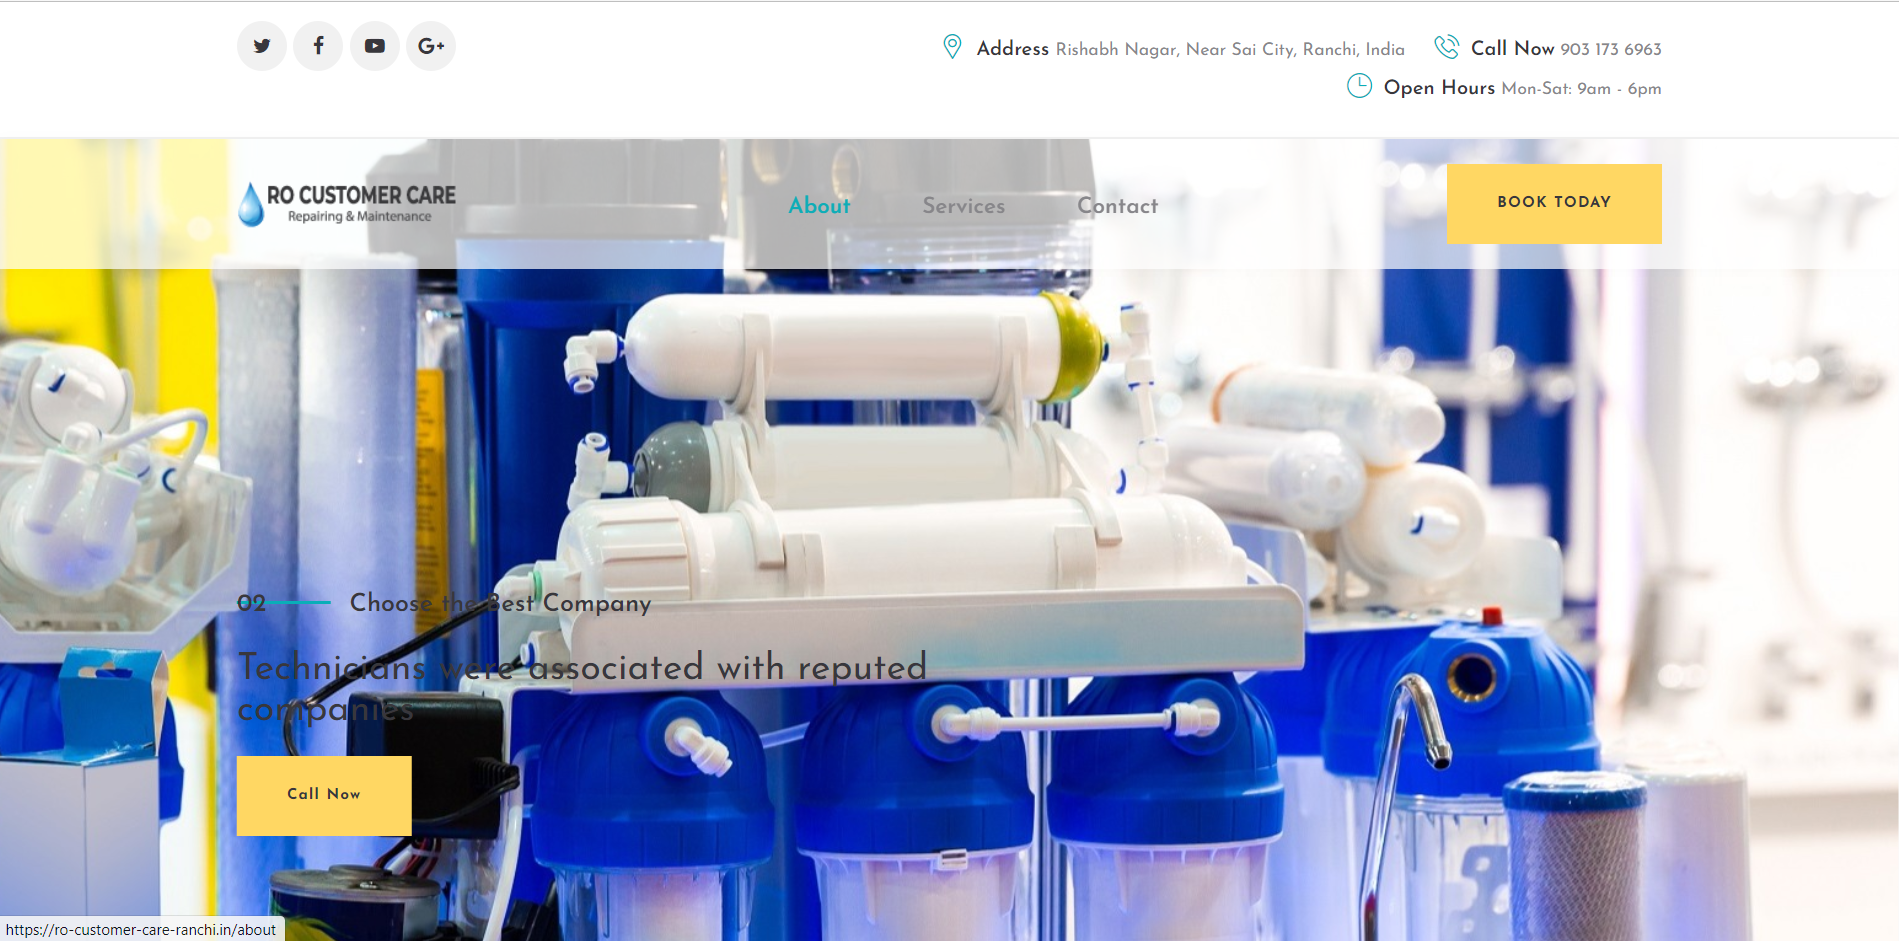 Address Rishabh Nagar, Near Sai City, Ranchi, India Call Now 903 173 6963
Open Hours Mon-Sat: 9am - 6pm
RO CUSTOMER CARE
Repairing & Maintenance
About Services Contact
BOOK TODAY
02 Choose the Best Company
Technicians were associated with reputed
companies
Call Now
https://ro-customer-care-ranchi.in/about